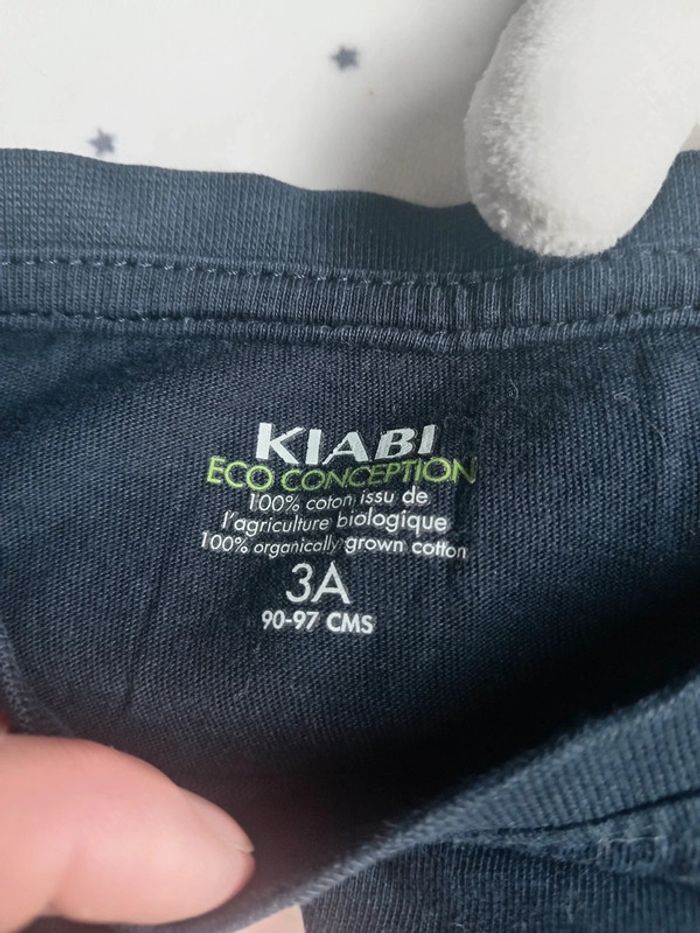 KIABI
ECO CONCEPTION
100% coton issu de
l'agriculture biologique
100% organically grown cotton
3A
90-97 CMS